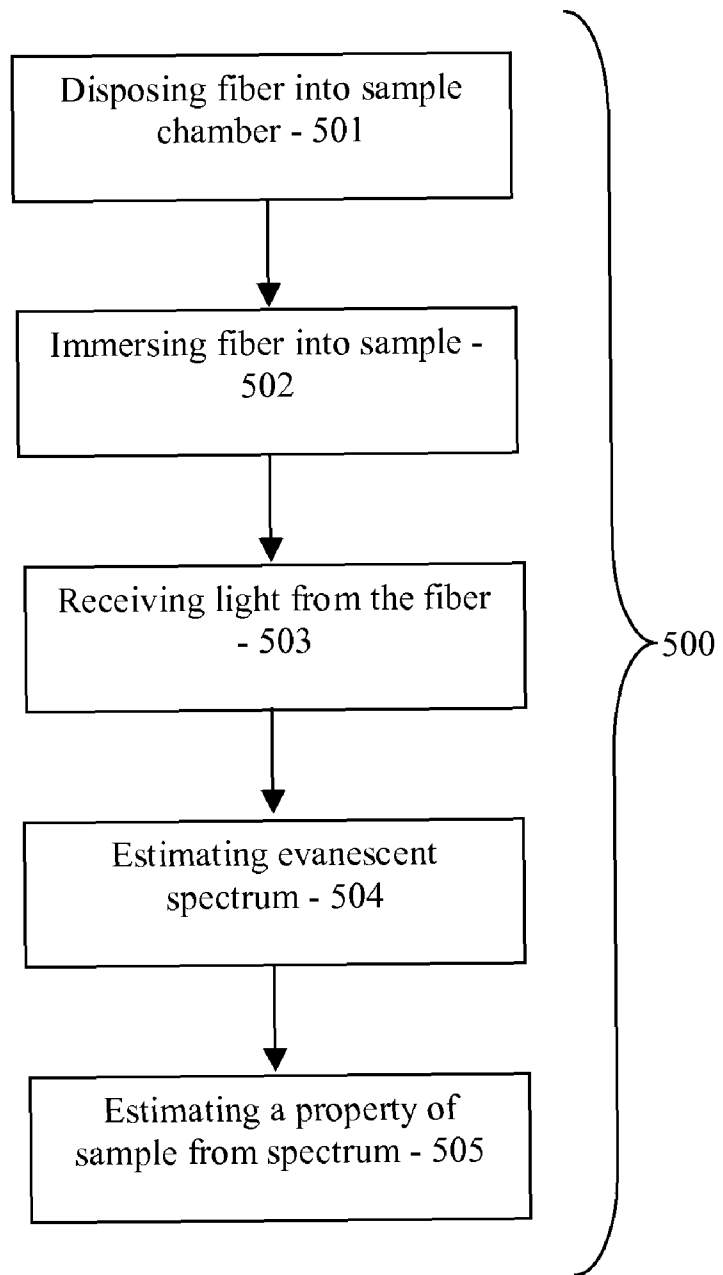 Disposing fiber into sample
chamber - 501
Immersing fiber into sample -
502
Receiving light from the fiber
- 503
500
Estimating evanescent
spectrum - 504
Estimating a property of
sample from spectrum - 505